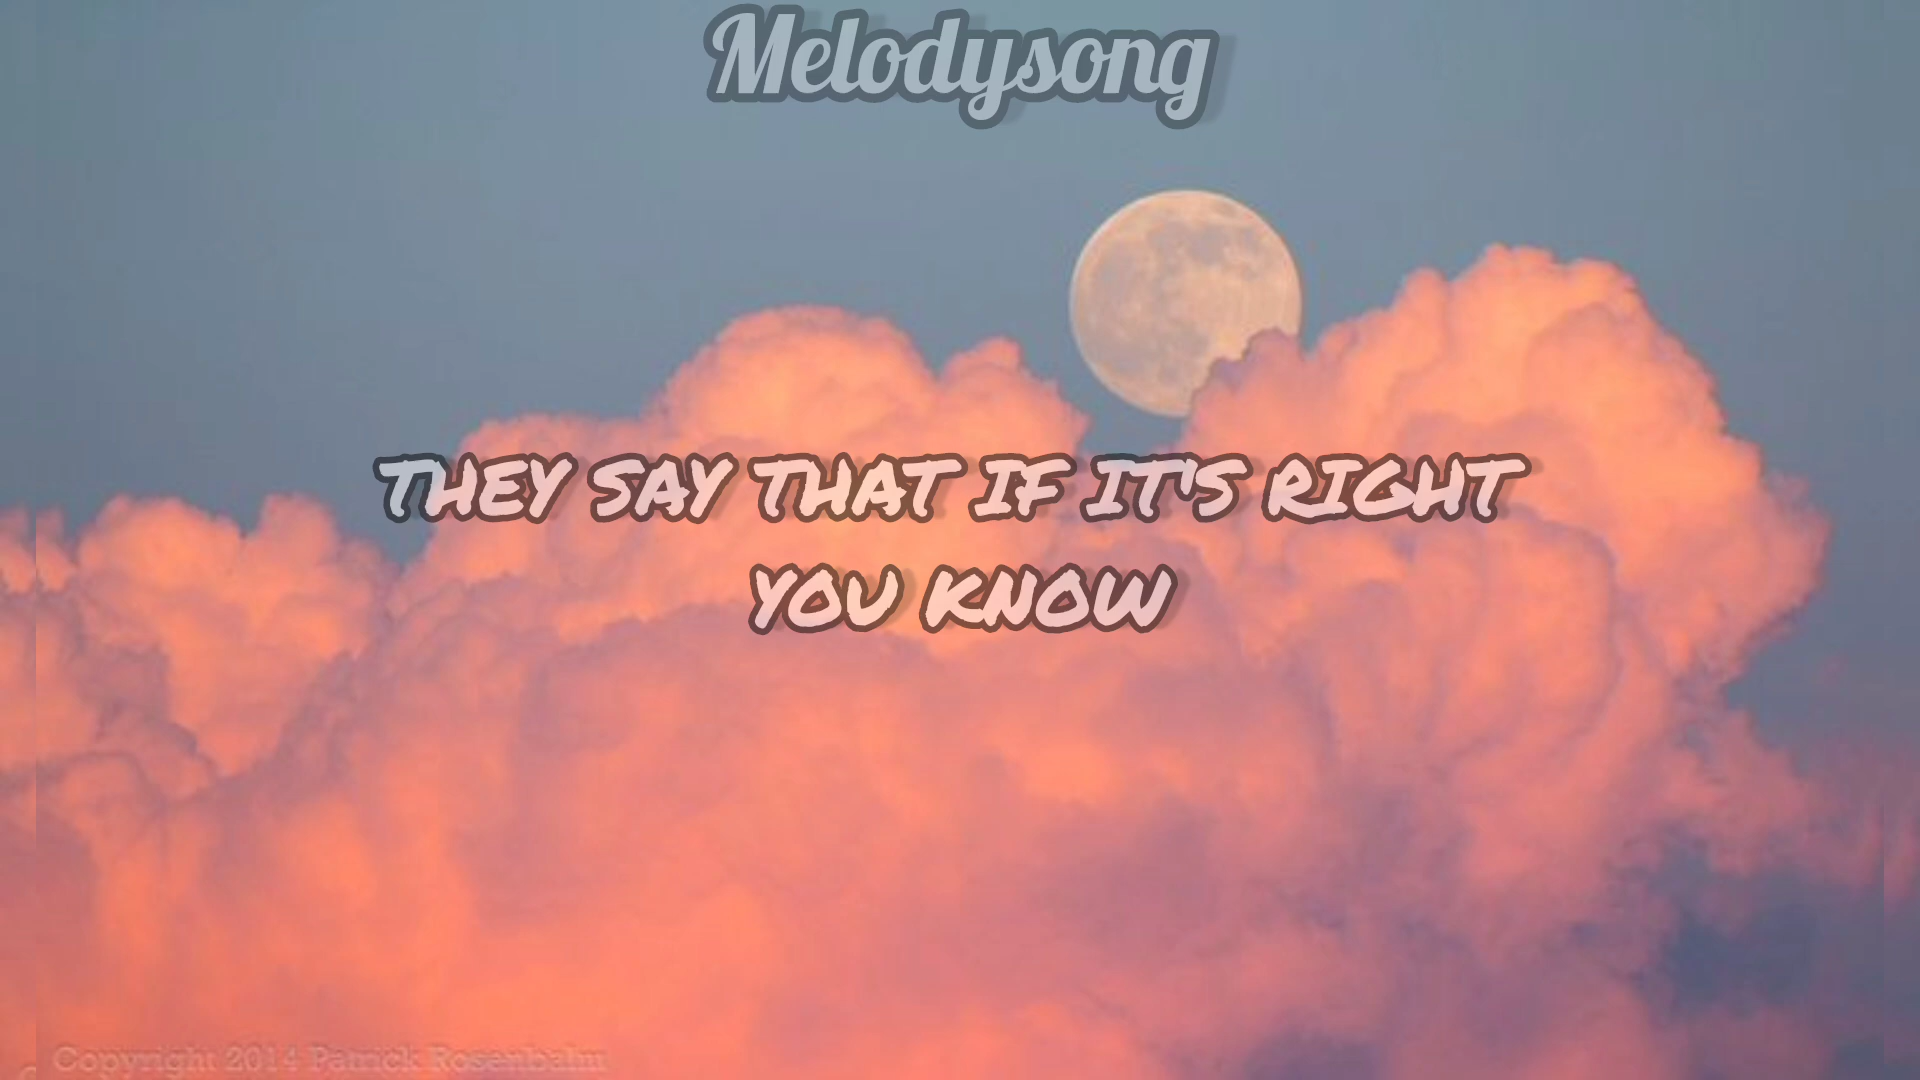 Melodysong
THEY SAY THAT IF IT'S RIGHT
YOU KNOW
Copyright 2014 Patrick Rosenbalm